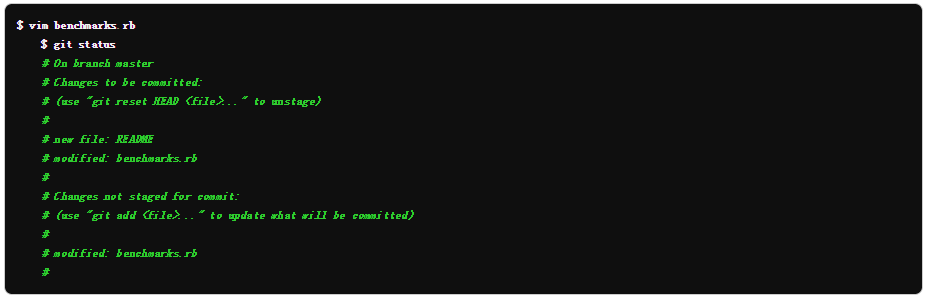 $ vim benchmarks.rb
$ git status
# On branch master
# Changes to be committed:
# (use "git reset HEAD <file>..." to unstage)
#
# new file: README
# modified: benchmarks.rb
#
# Changes not staged for commit:
# (use "git add <file>..." to update what will be committed)
#
# modified: benchmarks.rb
#